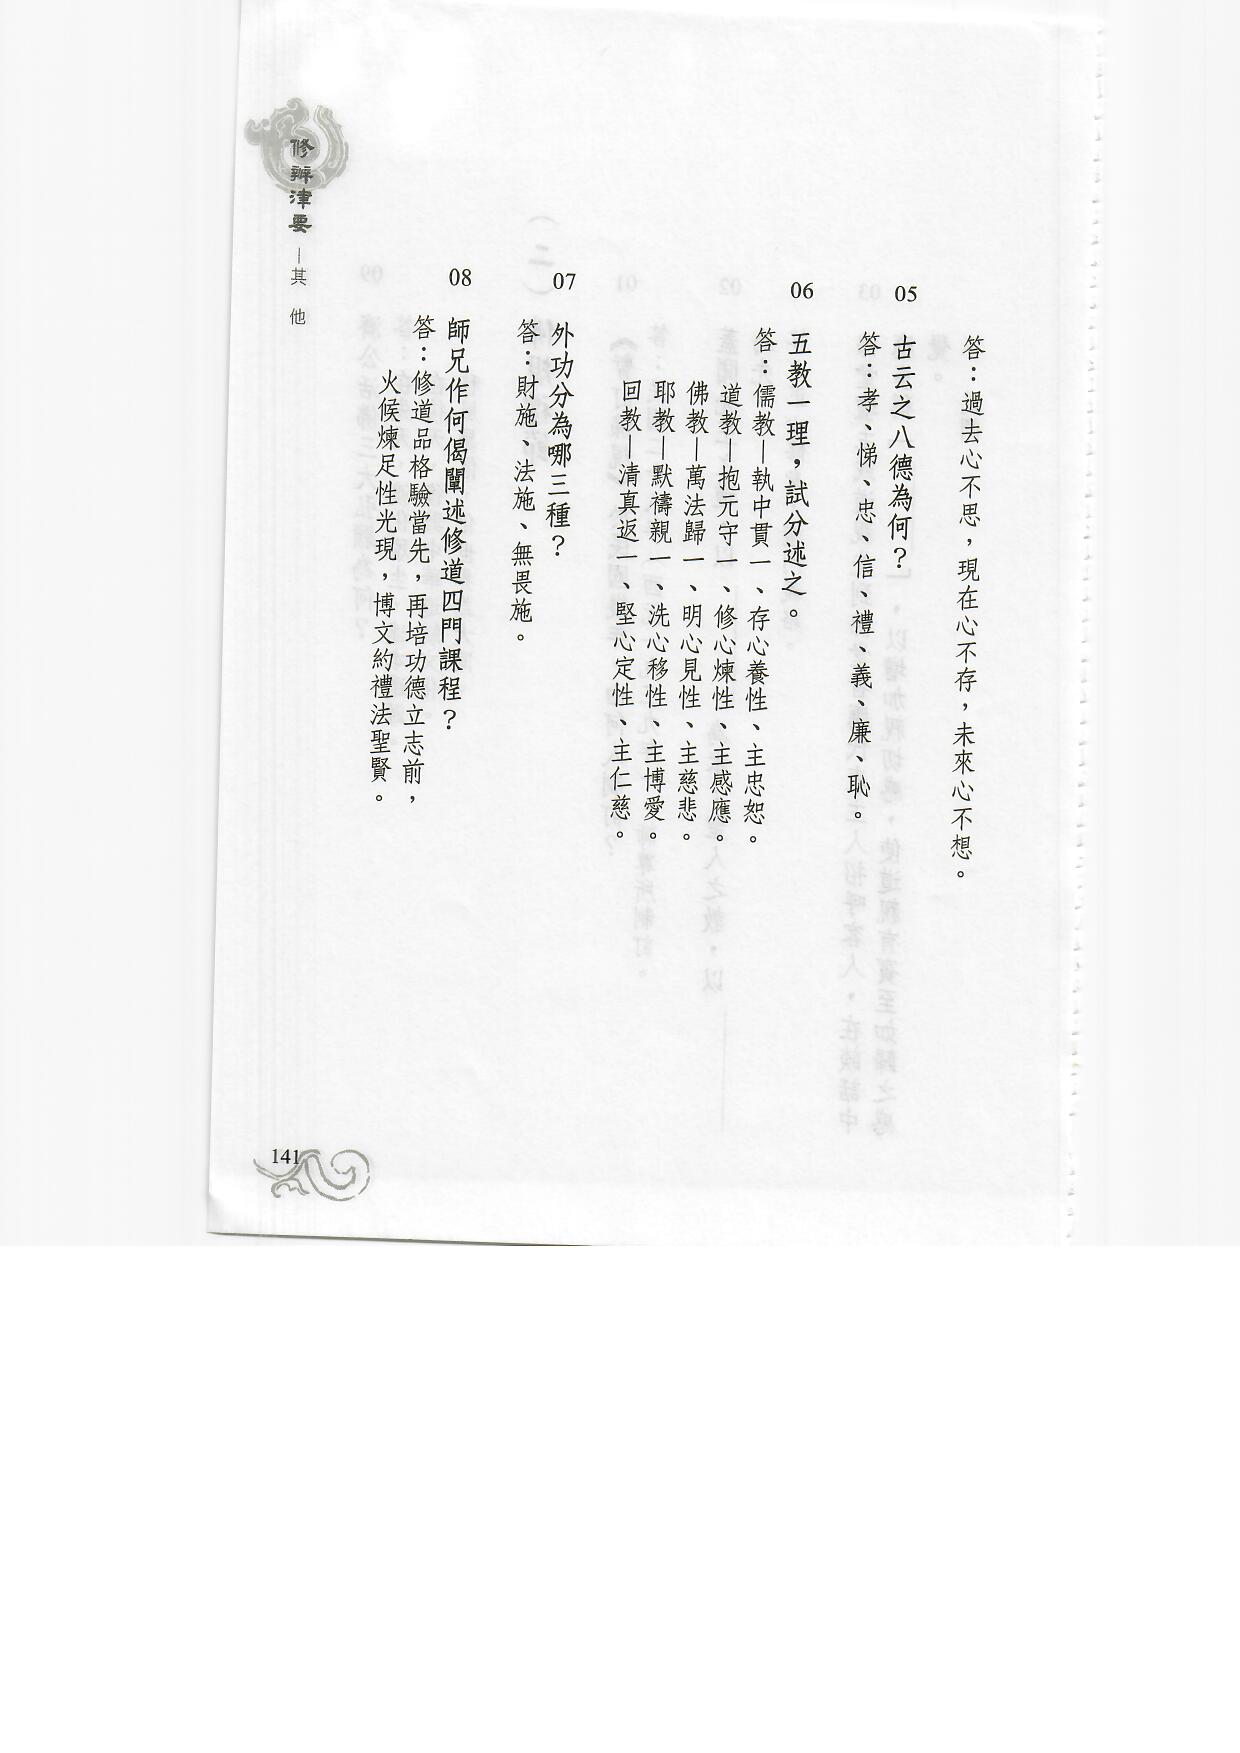 答：過去心不思，現在心不存，未來心不想。
05 古云之八德為何？
答：孝、悌、忠、信、禮、義、廉、恥。
06 五教一理，試分述之。
答：儒教—執中貫一、存心養性、主忠恕。
道教—抱元守一、修心煉性、主感應。
佛教—萬法歸一、明心見性、主慈悲。
耶教—默禱親一、洗心移性、主博愛。
回教—清真返一、堅心定性、主仁慈。
07 外功分為哪三種？
答：財施、法施、無畏施。
08 師兄作何偈闡述修道四門課程？
答：修道品格驗當先，再培功德立志前，
火候煉足性光現，博文約禮法聖賢。
修辦津要—其他
141